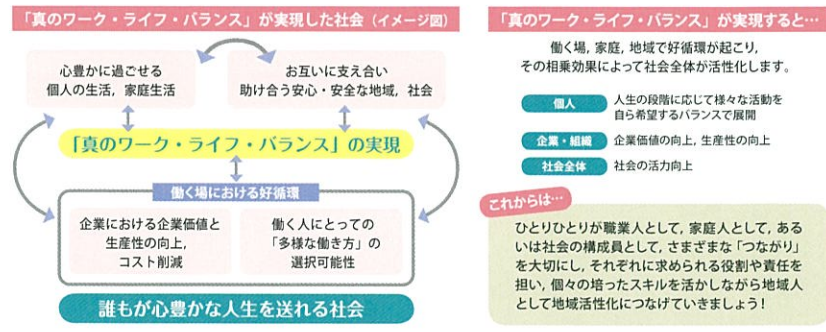 「真のワーク・ライフ・バランス」が実現した社会（イメージ図）
心豊かに過ごせる
個人の生活，家庭生活
お互いに支え合い
助け合う安心・安全な地域，社会
「真のワーク・ライフ・バランス」の実現
働く場における好循環
企業における企業価値と
生産性の向上，
コスト削減
働く人にとっての
「多様な働き方」の
選択可能性
誰もが心豊かな人生を送れる社会
「真のワーク・ライフ・バランス」が実現すると…
働く場，家庭，地域で好循環が起こり，
その相乗効果によって社会全体が活性化します。
個人 人生の段階に応じて様々な活動を
自ら希望するバランスで展開
企業・組織 企業価値の向上，生産性の向上
社会全体 社会の活力向上
これからは…
ひとりひとりが職業人として，家庭人として，ある
いは社会の構成員として，さまざまな「つながり」
を大切にし，それぞれに求められる役割や責任を
担い，個々の培ったスキルを活かしながら地域人
として地域活性化につなげていきましょう！